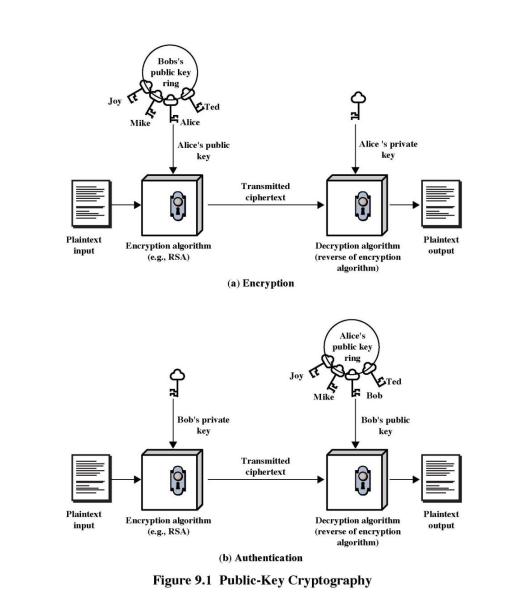 Bobs's
public key
ring
Joy
Ted
Mike
Alice
Alice's public
key
Alice 's private
key
Transmitted
ciphertext
Plaintext
input
Encryption algorithm
(e.g., RSA)
Decryption algorithm
(reverse of encryption
algorithm)
Plaintext
output
(a) Encryption
Alice's
public key
ring
Joy
Ted
Mike
Bob
Bob's private
key
Bob's public
key
Transmitted
ciphertext
Plaintext
input
Encryption algorithm
(e.g., RSA)
Decryption algorithm
(reverse of encryption
algorithm)
Plaintext
output
(b) Authentication
Figure 9.1 Public-Key Cryptography